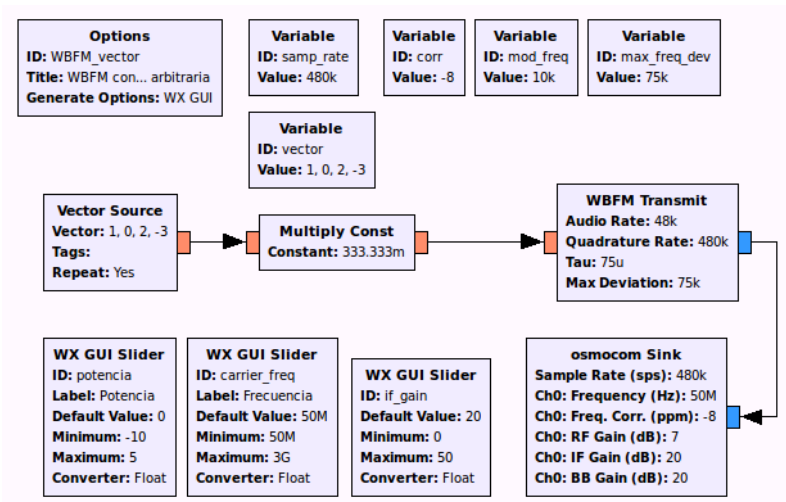 Options
ID: WBFM_vector
Title: WBFM con... arbitraria
Generate Options: WX GUI
Variable
ID: samp_rate
Value: 480k
Variable
ID: corr
Value: -8
Variable
ID: mod_freq
Value: 10k
Variable
ID: max_freq_dev
Value: 75k
Variable
ID: vector
Value: 1, 0, 2, -3
Vector Source
Vector: 1, 0, 2, -3
Tags:
Repeat: Yes
Multiply Const
Constant: 333.333m
WBFM Transmit
Audio Rate: 48k
Quadrature Rate: 480k
Tau: 75u
Max Deviation: 75k
WX GUI Slider
ID: potencia
Label: Potencia
Default Value: 0
Minimum: -10
Maximum: 5
Converter: Float
WX GUI Slider
ID: carrier_freq
Label: Frecuencia
Default Value: 50M
Minimum: 50M
Maximum: 3G
Converter: Float
WX GUI Slider
ID: if_gain
Default Value: 20
Minimum: 0
Maximum: 50
Converter: Float
osmocom Sink
Sample Rate (sps): 480k
Ch0: Frequency (Hz): 50M
Ch0: Freq. Corr. (ppm): -8
Ch0: RF Gain (dB): 7
Ch0: IF Gain (dB): 20
Ch0: BB Gain (dB): 20